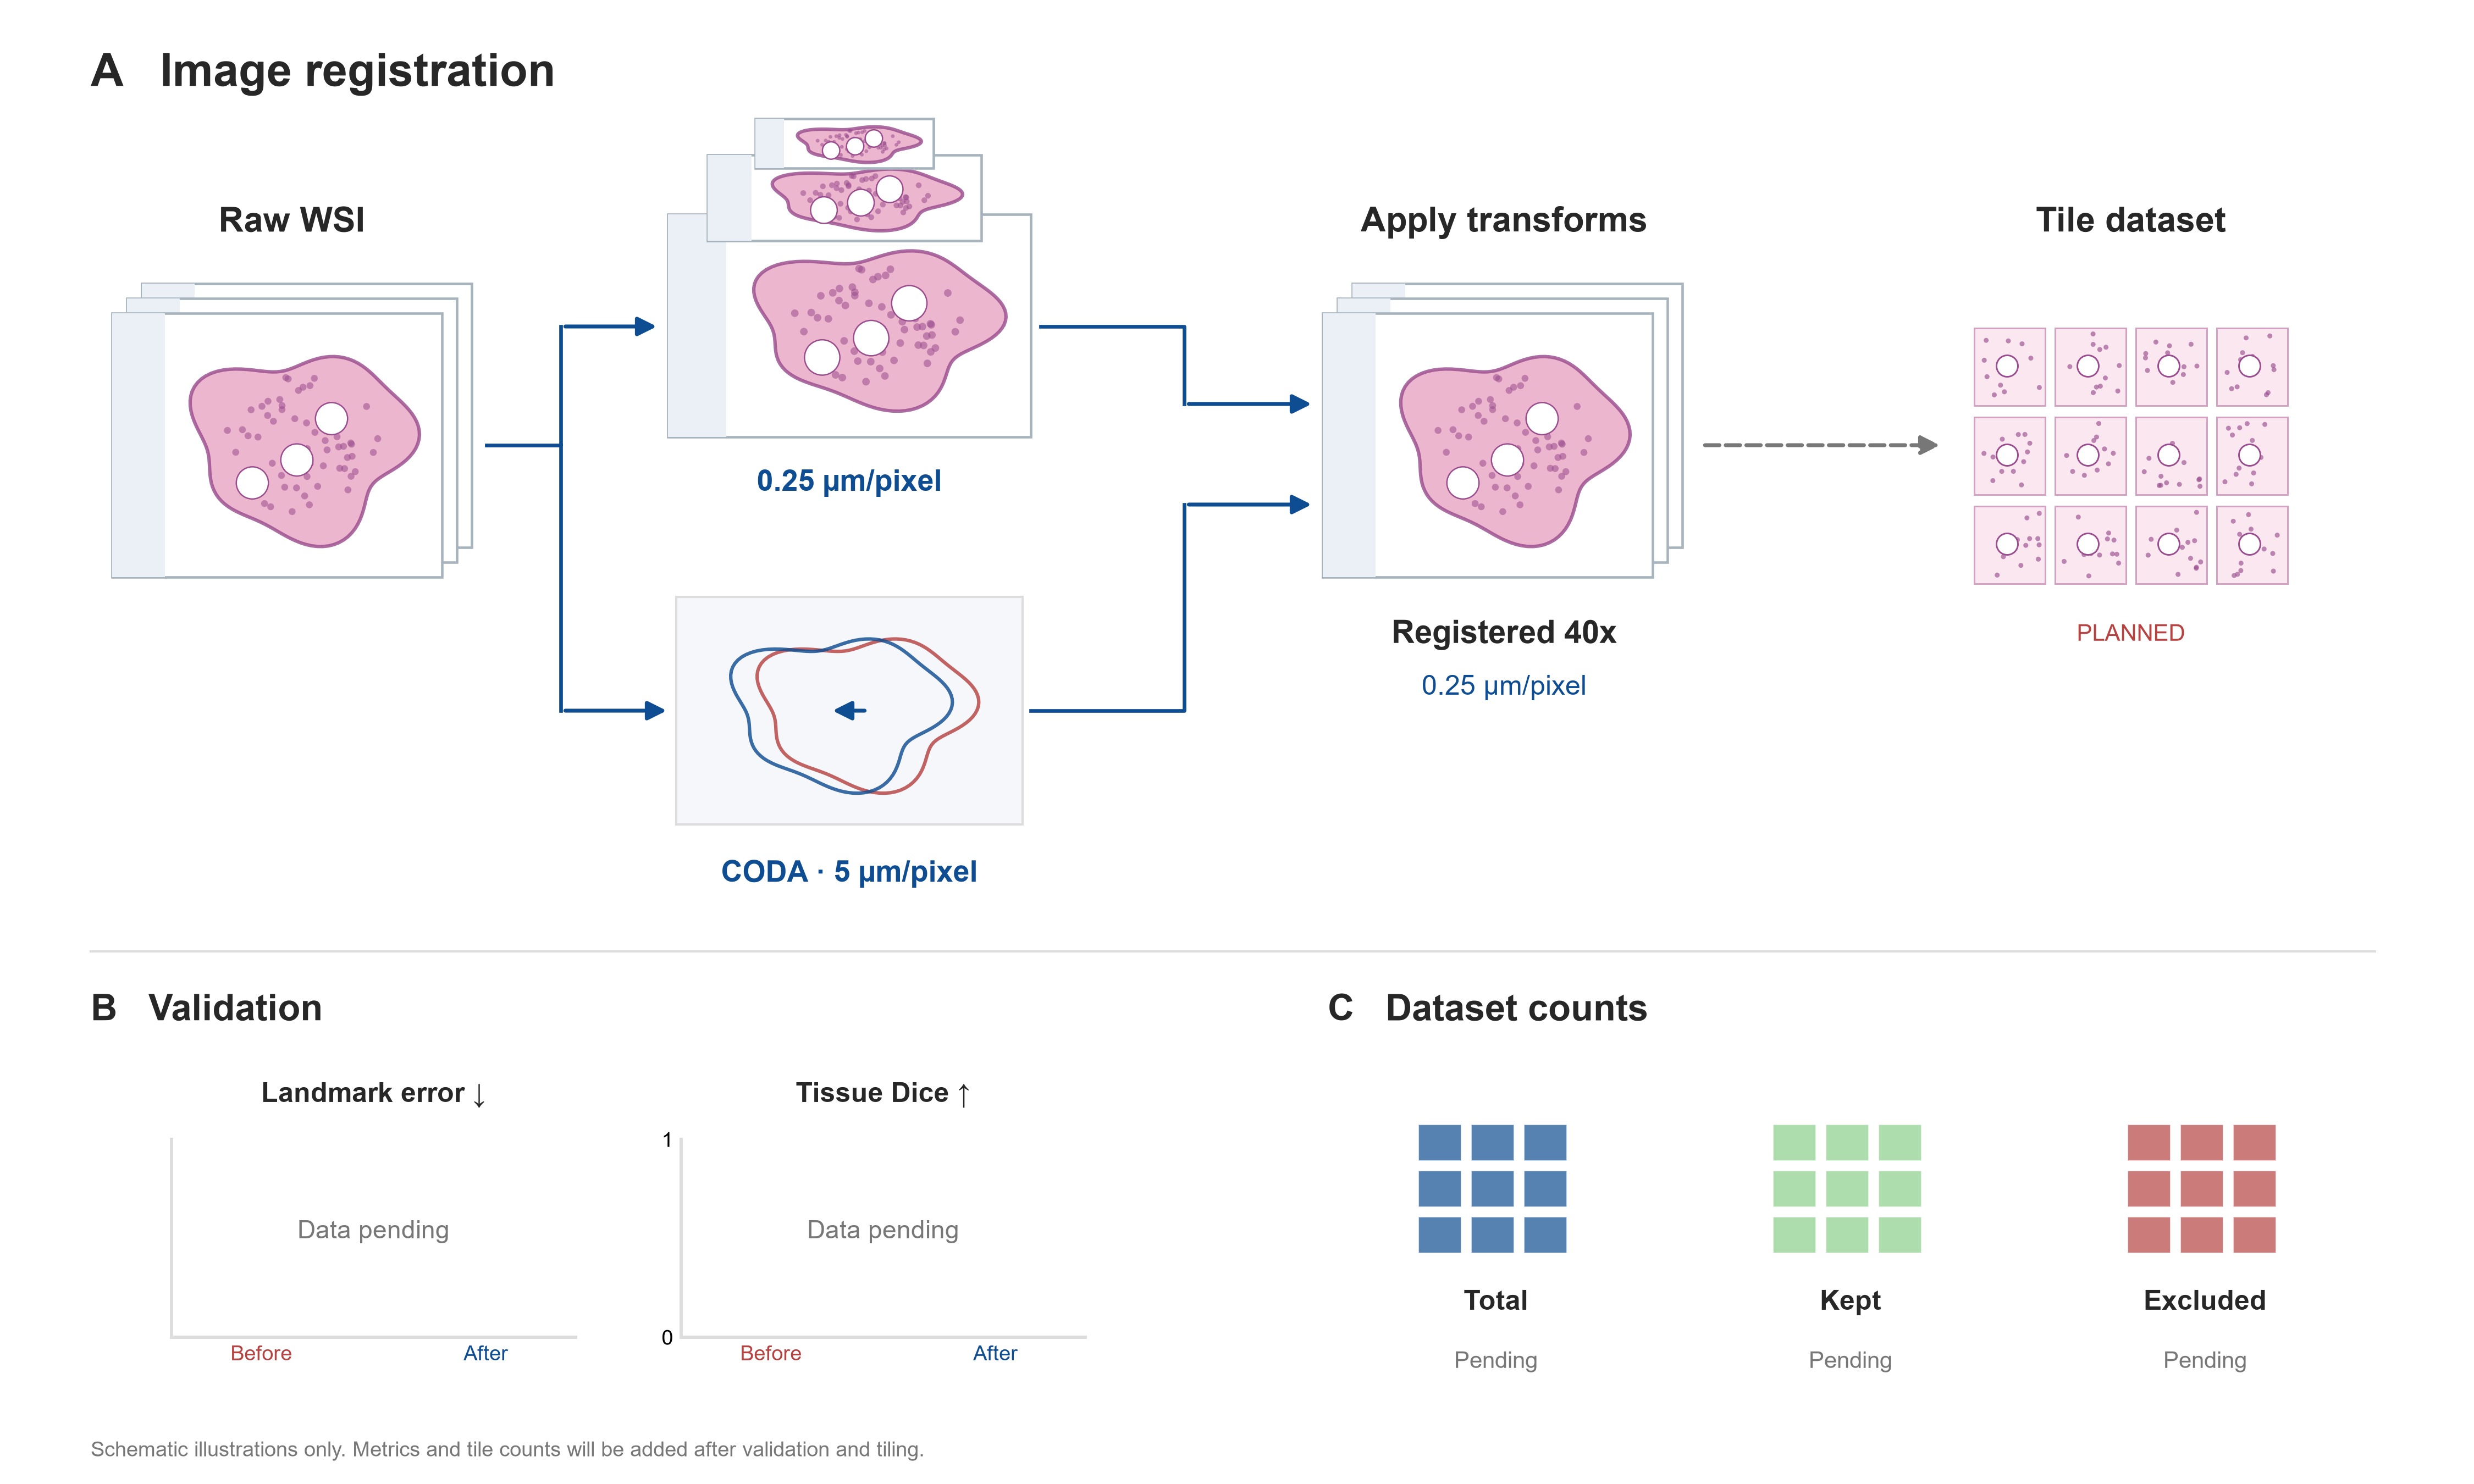 A Image registration
Raw WSI
0.25 µm/pixel
CODA · 5 µm/pixel
Apply transforms
Registered 40x
0.25 µm/pixel
Tile dataset
PLANNED
B Validation
Landmark error ↓
Data pending
Before After
Tissue Dice ↑
1
Data pending
0
Before After
C Dataset counts
Total
Pending
Kept
Pending
Excluded
Pending
Schematic illustrations only. Metrics and tile counts will be added after validation and tiling.